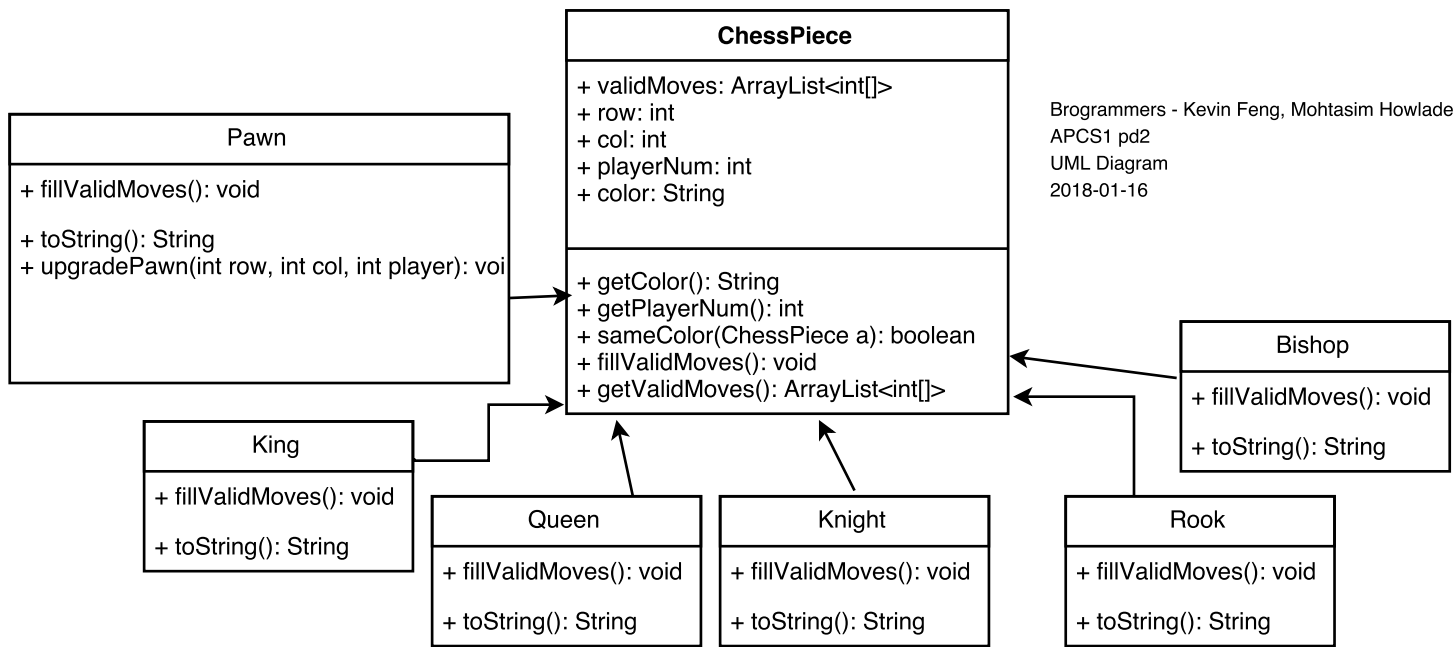 ChessPiece
+ validMoves: ArrayList<int[]>
+ row: int
+ col: int
+ playerNum: int
+ color: String
+ getColor(): String
+ getPlayerNum(): int
+ sameColor(ChessPiece a): boolean
+ fillValidMoves(): void
+ getValidMoves(): ArrayList<int[]>
Brogrammers - Kevin Feng, Mohtasim Howlade
APCS1 pd2
UML Diagram
2018-01-16
Pawn
+ fillValidMoves(): void
+ toString(): String
+ upgradePawn(int row, int col, int player): voi
King
+ fillValidMoves(): void
+ toString(): String
Queen
+ fillValidMoves(): void
+ toString(): String
Knight
+ fillValidMoves(): void
+ toString(): String
Rook
+ fillValidMoves(): void
+ toString(): String
Bishop
+ fillValidMoves(): void
+ toString(): String